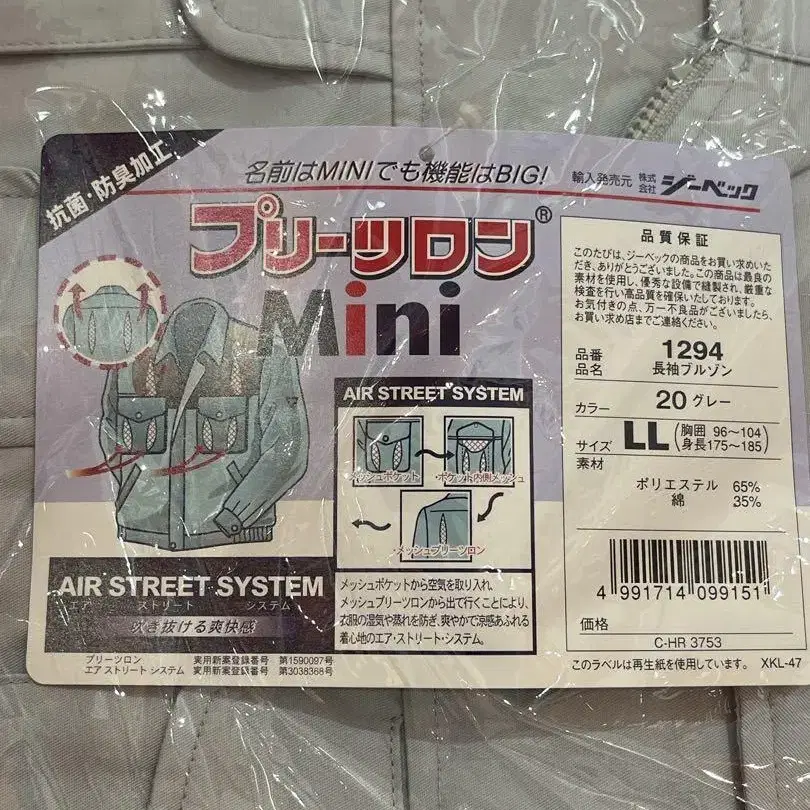 抗菌・防臭加工
名前はMINIでも機能はBIG!
輸入発売元 株式会社 ジーベック
プリーツロン®
Mini
AIR STREET SYSTEM
メッシュポケット
・ポケット内側メッシュ
・メッシュプリーツロン
メッシュポケットから空気を取り入れ、
メッシュプリーツロンから出て行くことにより、
衣服の湿気や蒸れを防ぎ、爽やかで涼感あふれる
着心地のエア・ストリート・システム。
AIR STREET SYSTEM
エア ストリート システム
吹き抜ける爽快感
プリーツロン 実用新案登録番号 第1590097号
エア ストリート システム 実用新案登録番号 第3038368号
品質保証
このたびは、ジーベックの商品をお買い求めいた
だき、ありがとうございました。この商品は最良の
素材を使用し、優秀な設備で縫製され、厳重な
検査を行い高品質を確保いたしております。
お気付きの点、万一不良品がございましたら、
お買い求め店までご連絡ください。
品番 1294
品名 長袖ブルゾン
カラー 20 グレー
サイズ LL (胸囲 96〜104 身長175〜185)
素材
ポリエステル 65%
綿 35%
4 991714 099151
価格
C-HR 3753
このラベルは再生紙を使用しています。 XKL-47